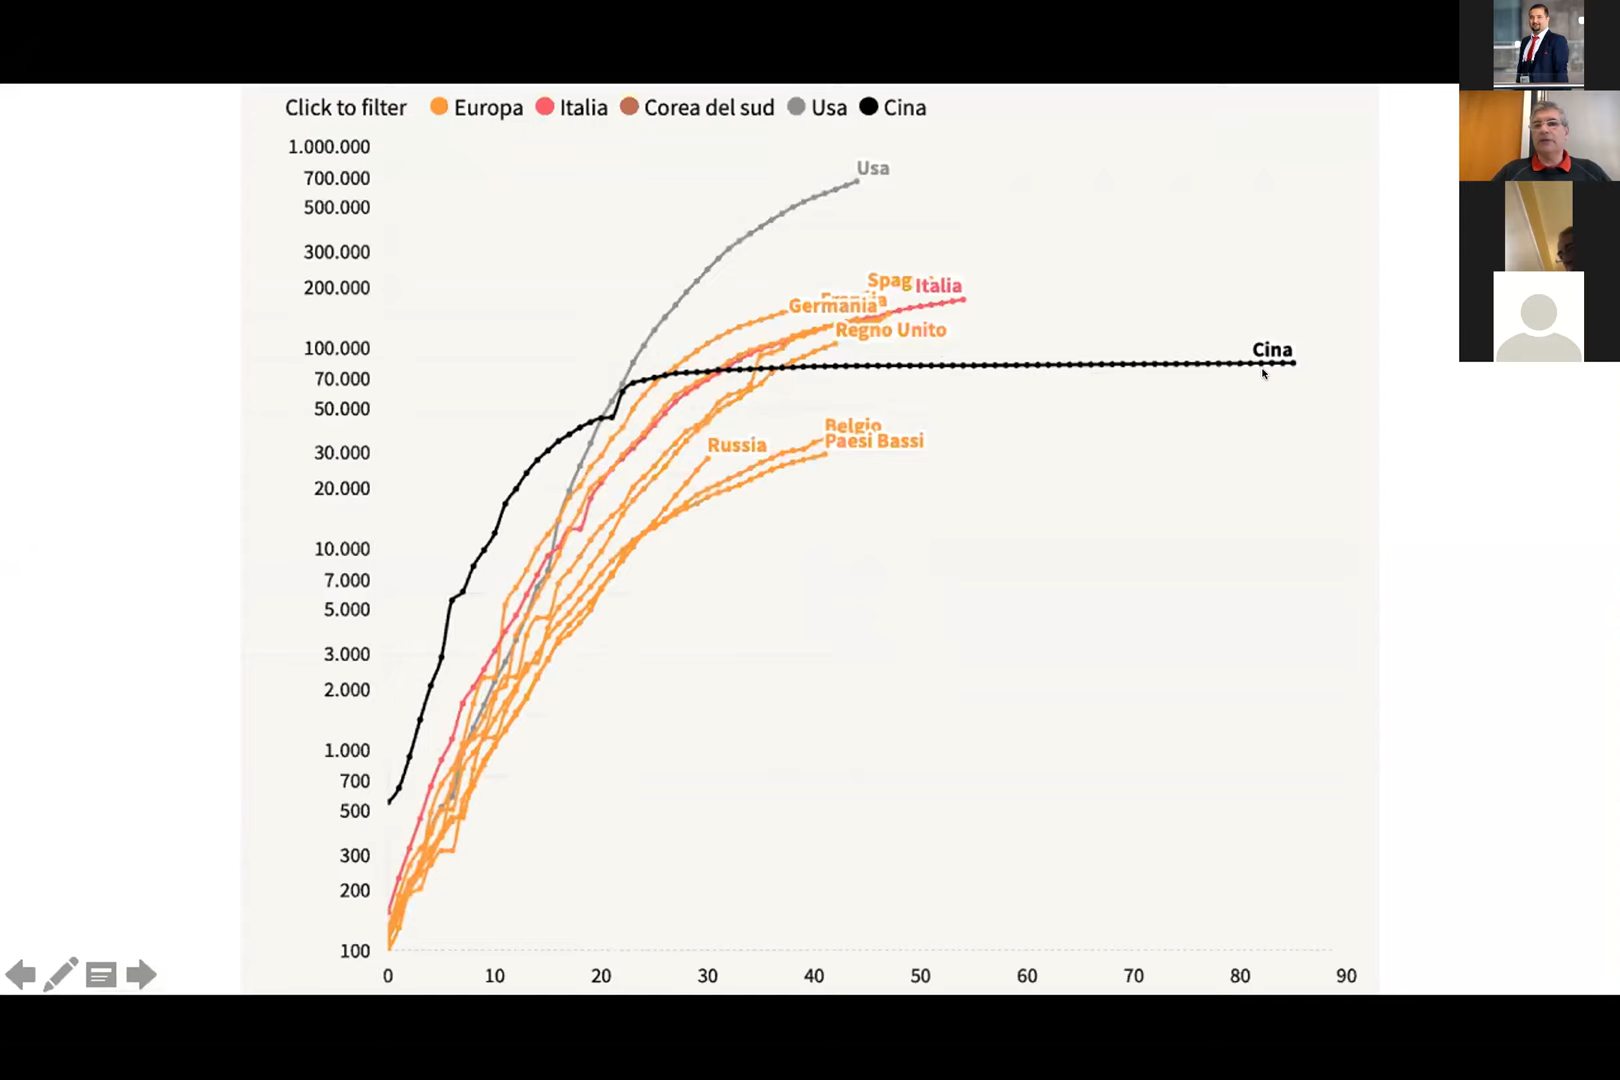 Click to filter Europa Italia Corea del sud Usa Cina
1.000.000
700.000
500.000
300.000
200.000
100.000
70.000
50.000
30.000
20.000
10.000
7.000
5.000
3.000
2.000
1.000
700
500
300
200
100
Usa
Spag
Italia
Germania
Regno Unito
Cina
Belgio
Paesi Bassi
Russia
0 10 20 30 40 50 60 70 80 90